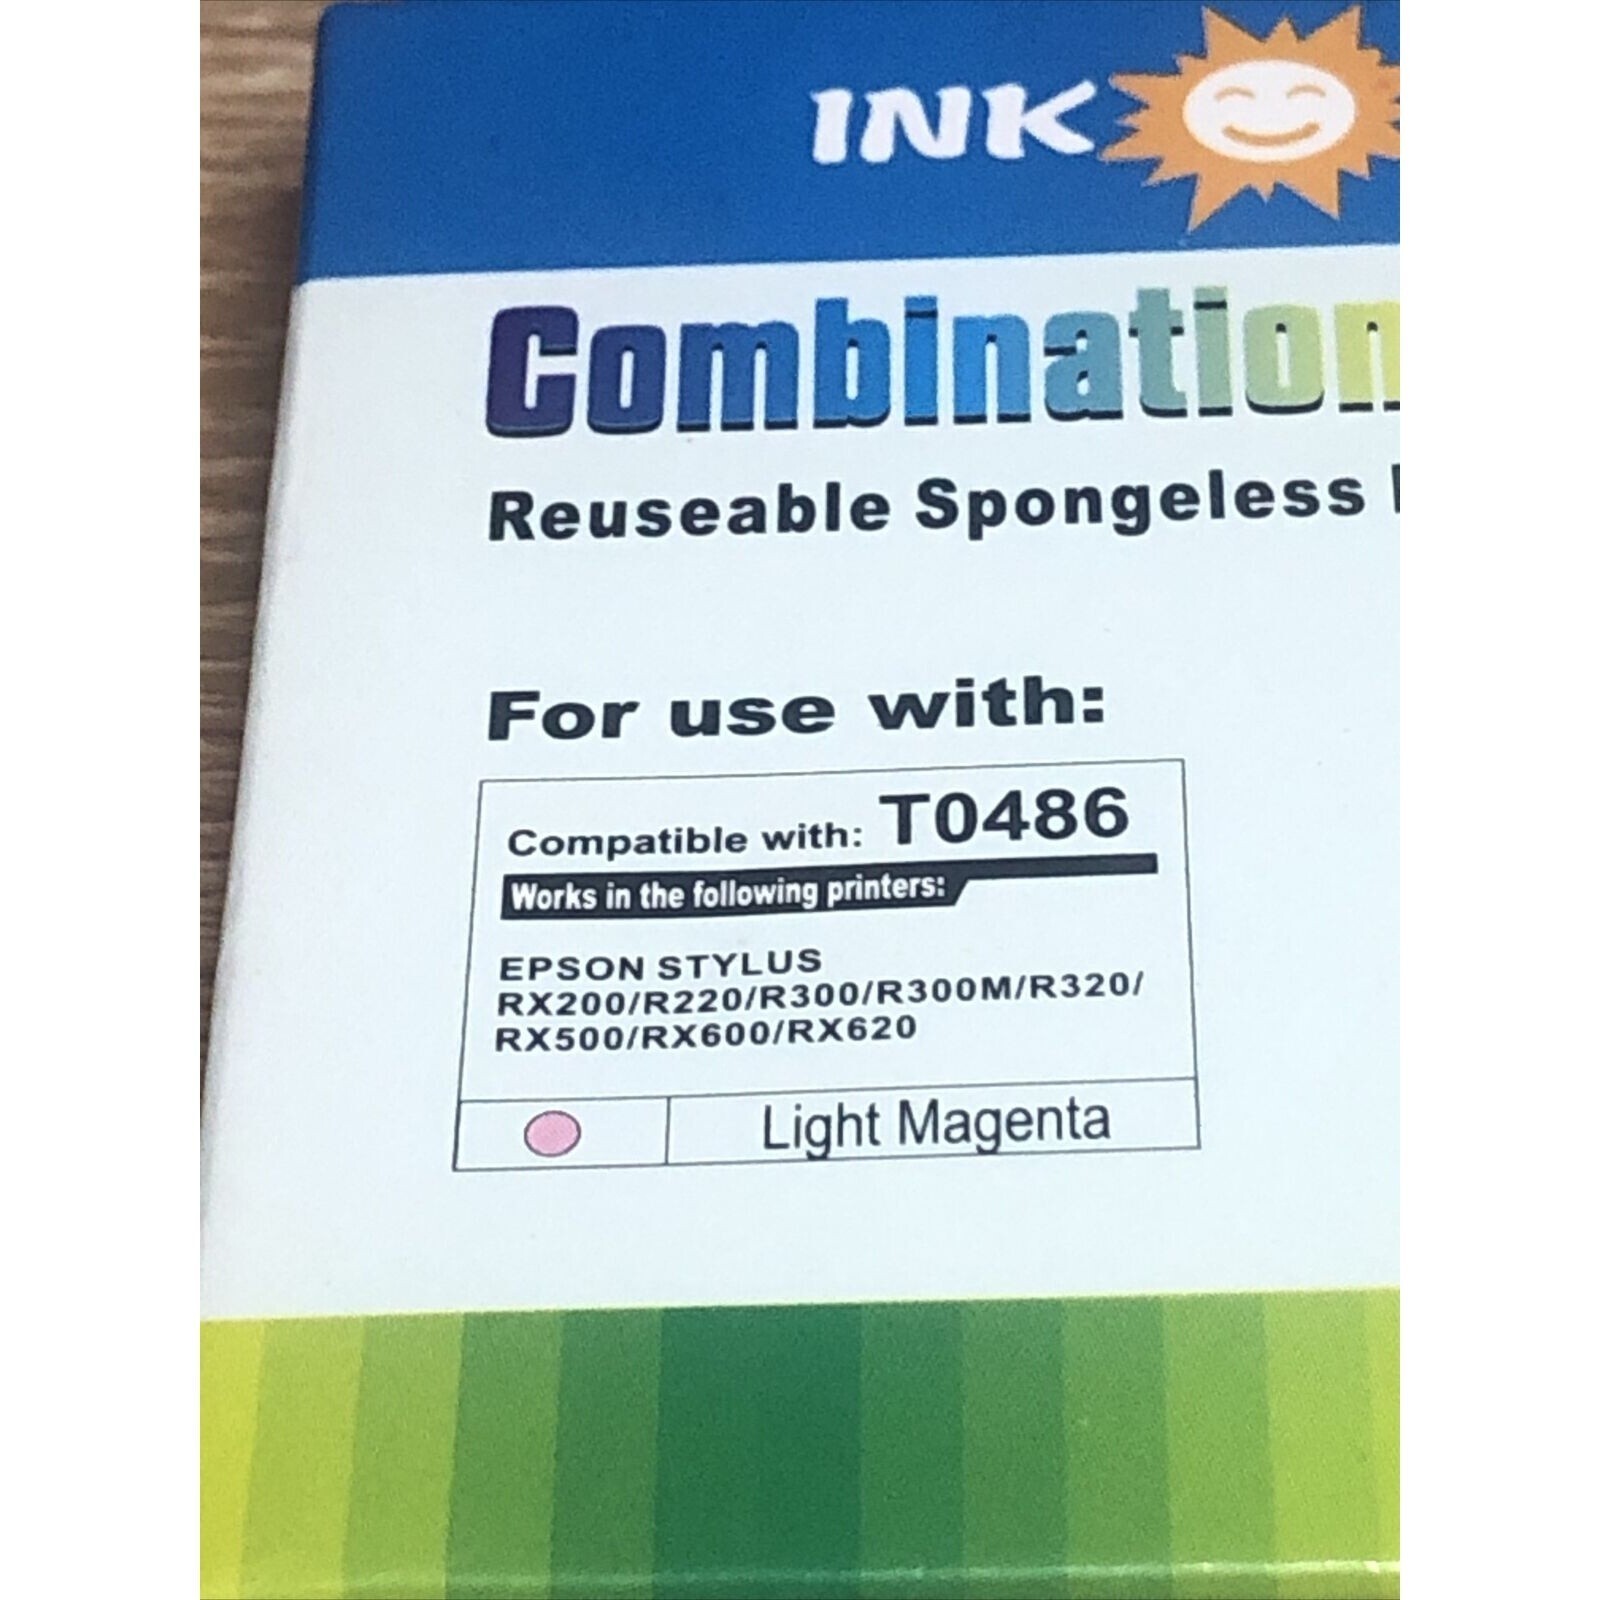 INK
Combination
Reuseable Spongeless
For use with:
Compatible with: T0486
Works in the following printers:
EPSON STYLUS
RX200/R220/R300/R300M/R320/
RX500/RX600/RX620
Light Magenta